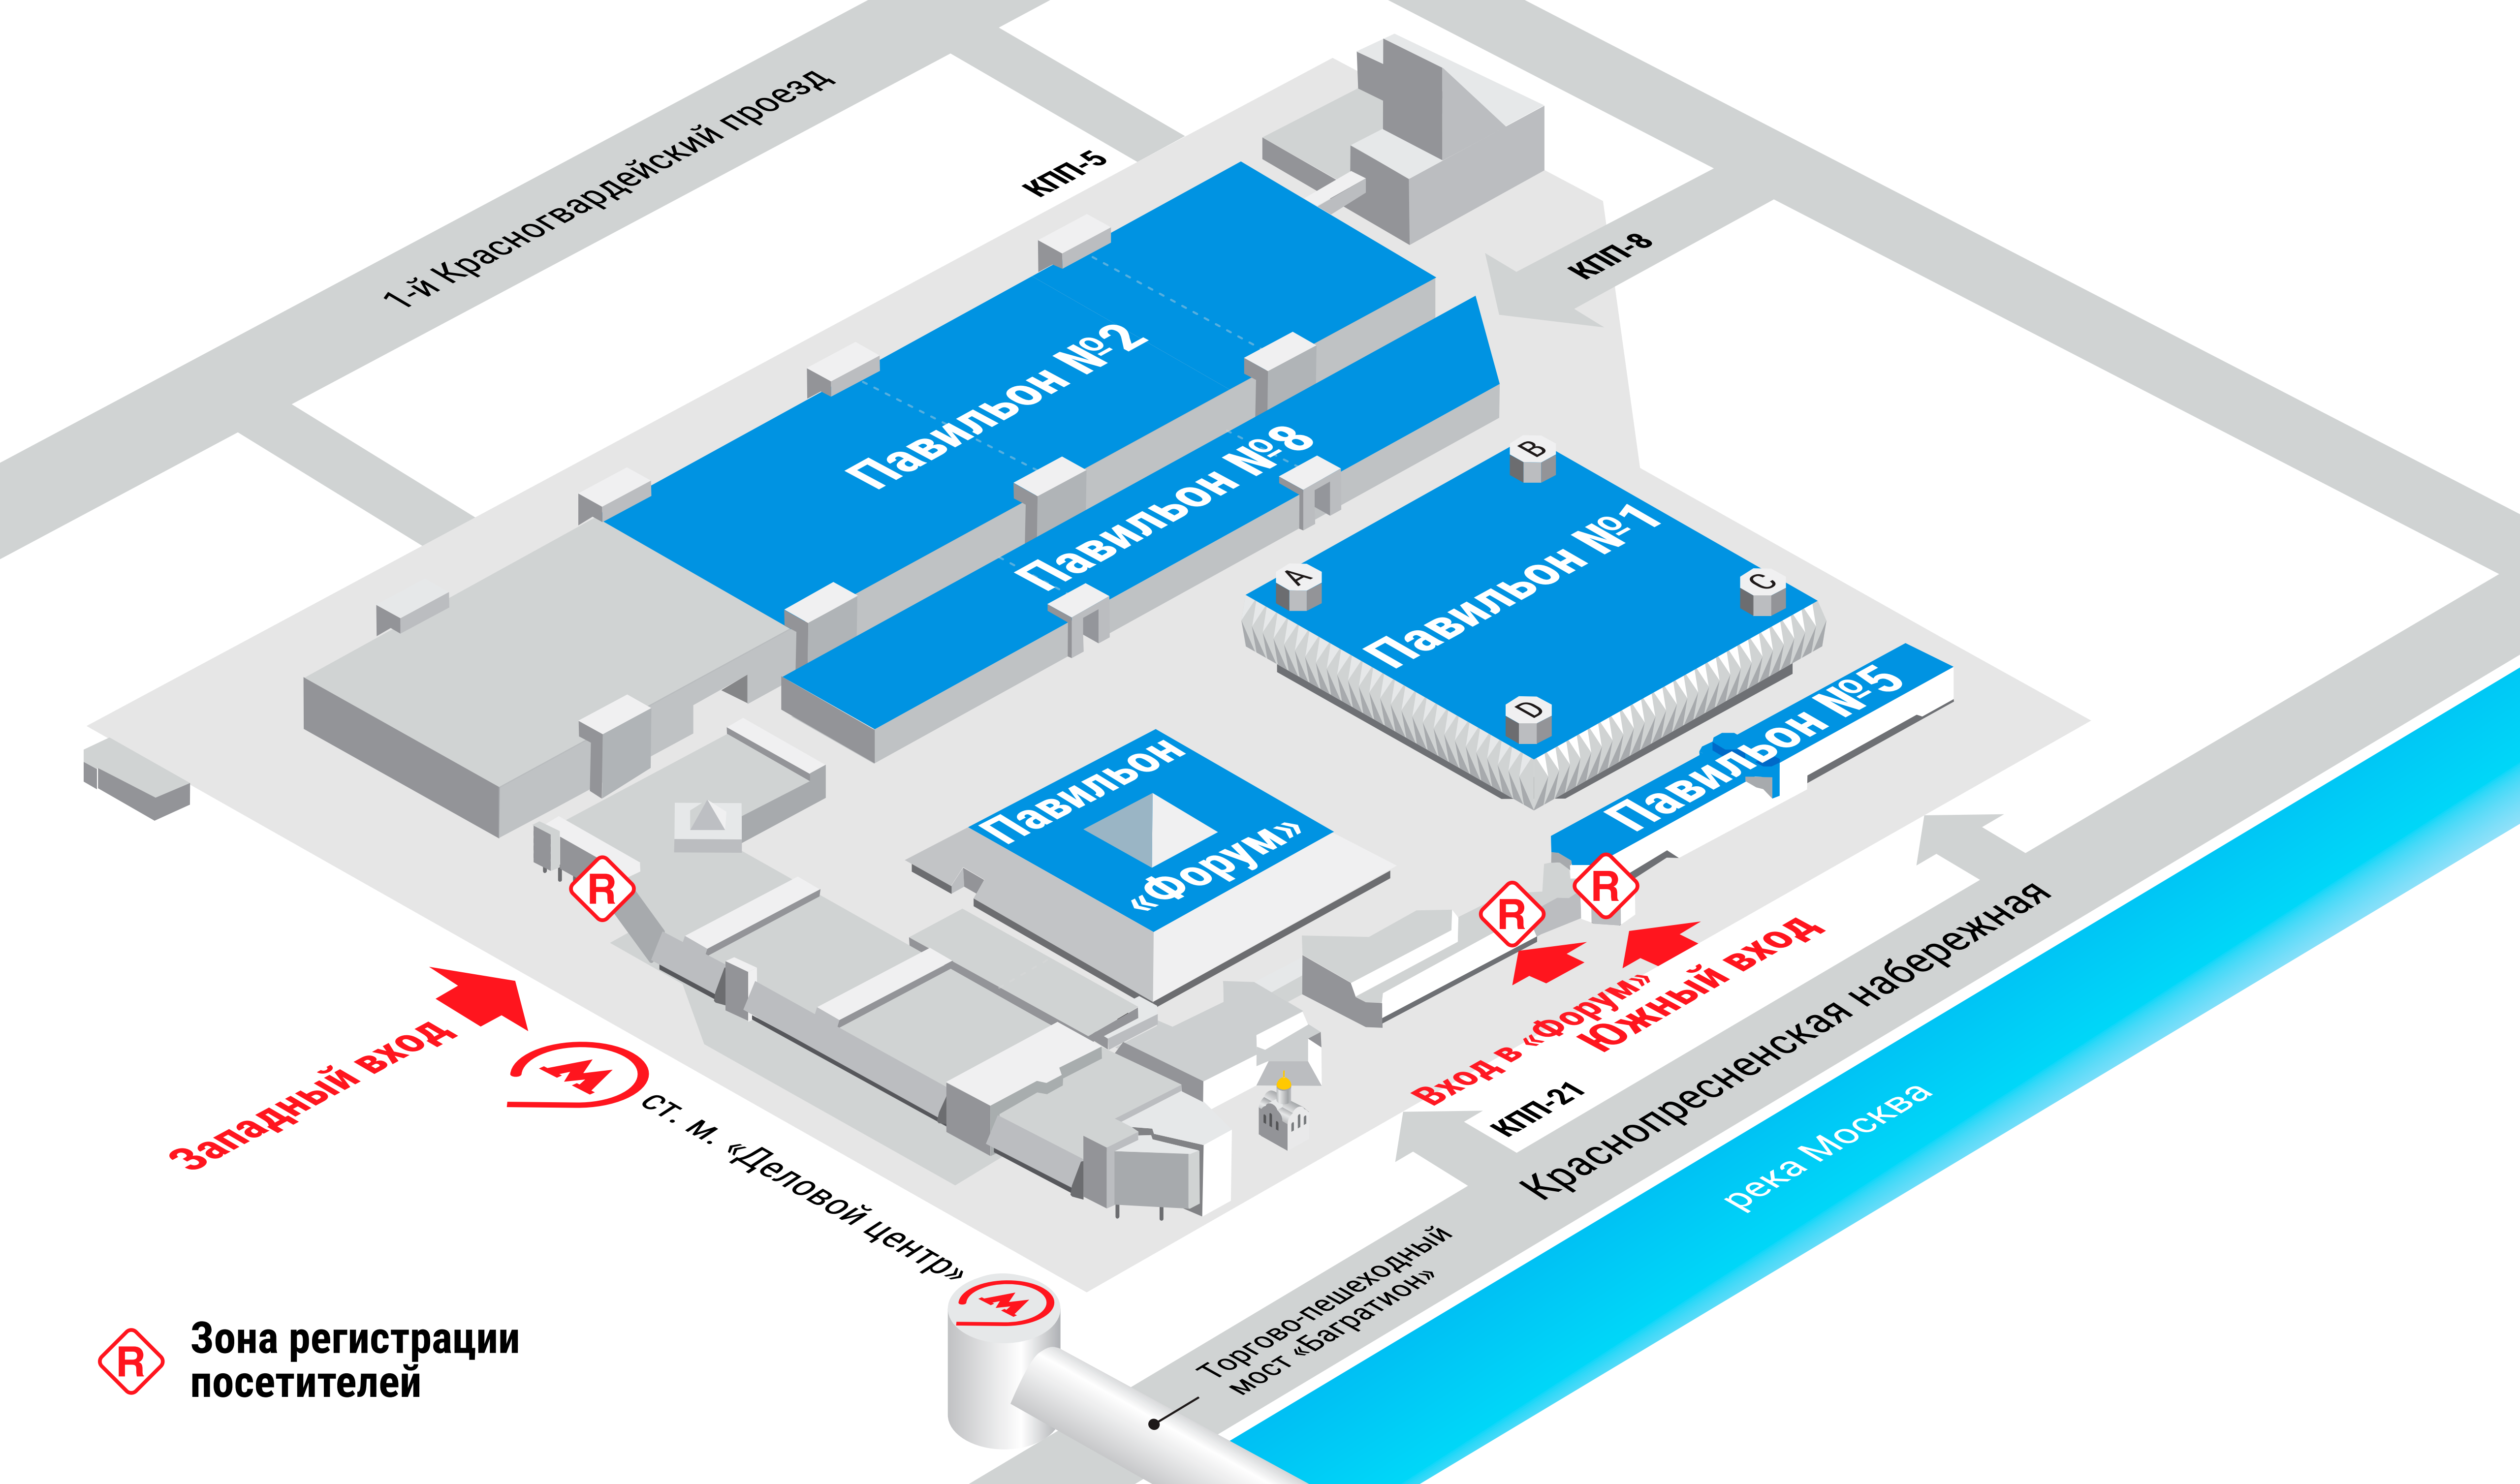 1-й Красногвардейский проезд
КПП-5
КПП-8
Павильон №2
Павильон №8
B
A
Павильон №1
C
D
Павильон №5
Павильон
«Форум»
R
R
R
Западный вход
М
ст. м. «Деловой центр»
М
Вход в «Форум»
Южный вход
КПП-21
Краснопресненская набережная
река Москва
Торгово-пешеходный
мост «Багратион»
R
Зона регистрации
посетителей